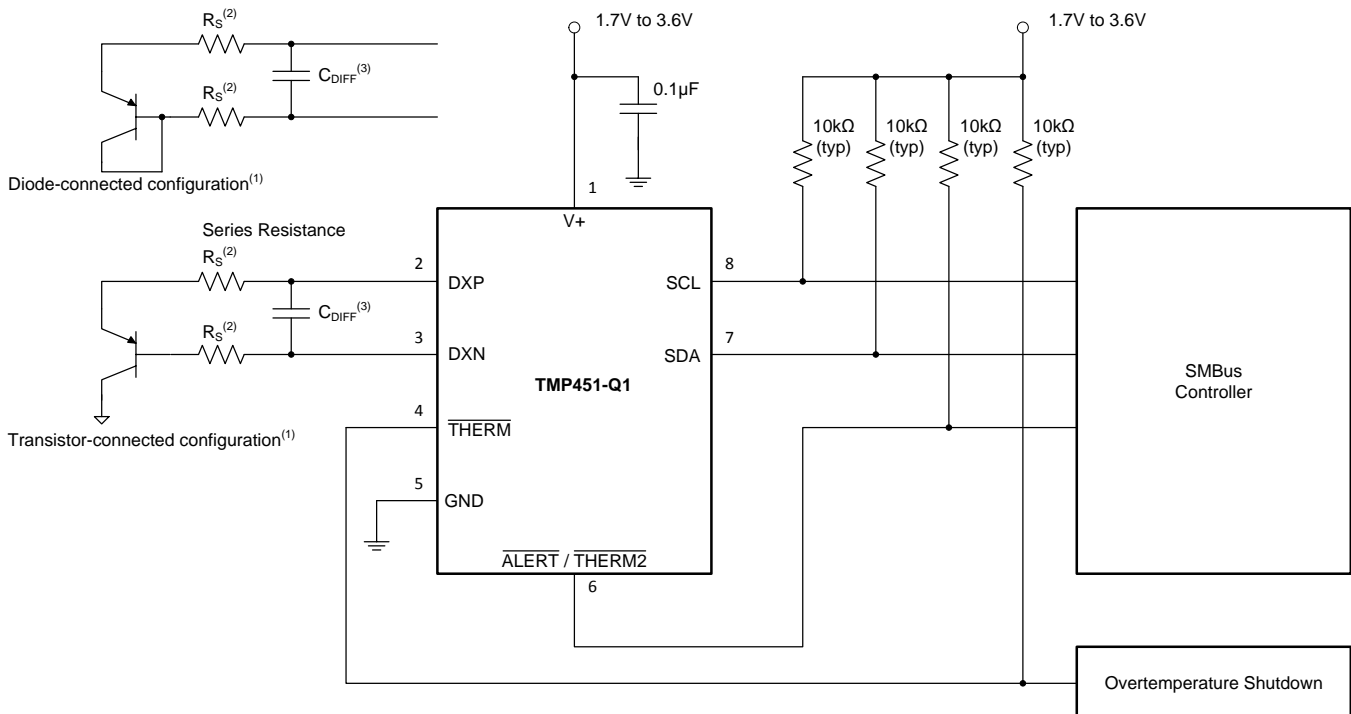 RS(2)
CDIFF(3)
RS(2)
Diode-connected configuration(1)
1.7V to 3.6V
0.1µF
1.7V to 3.6V
10kΩ
(typ)
10kΩ
(typ)
10kΩ
(typ)
10kΩ
(typ)
Series Resistance
RS(2)
CDIFF(3)
RS(2)
Transistor-connected configuration(1)
1
V+
2
DXP
3
DXN
4
THERM
5
GND
TMP451-Q1
8
SCL
7
SDA
ALERT / THERM2
6
SMBus
Controller
Overtemperature Shutdown